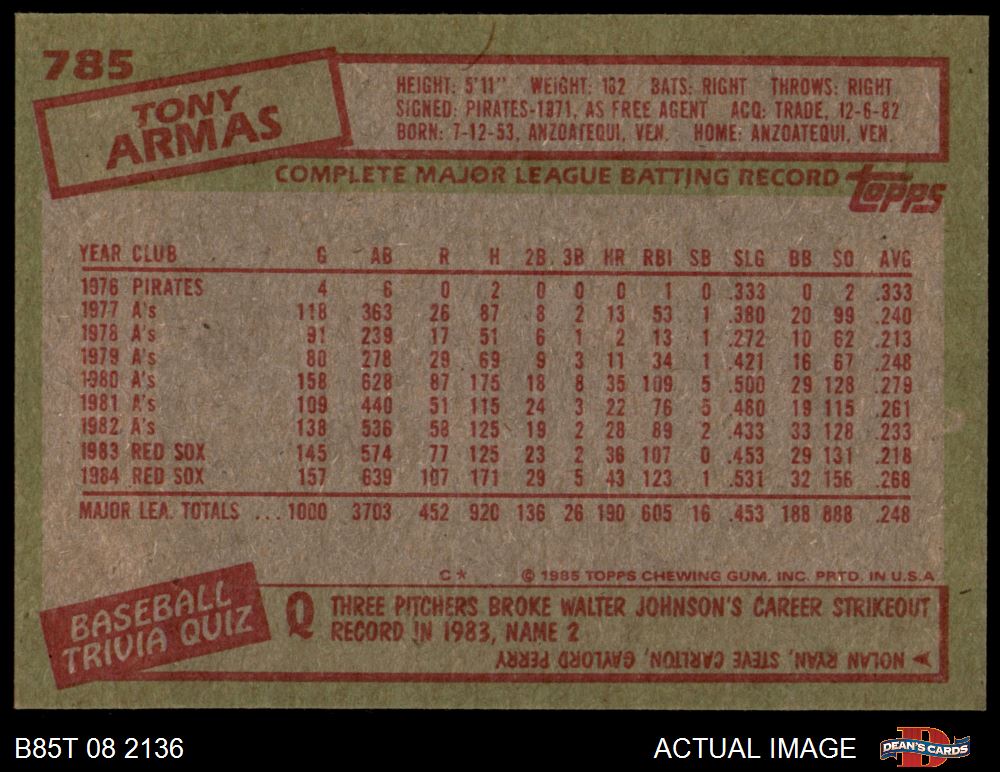 785
TONY
ARMAS
HEIGHT: 5'11" WEIGHT: 182 BATS: RIGHT THROWS: RIGHT
SIGNED: PIRATES-1971, AS FREE AGENT ACQ: TRADE, 12-6-82
BORN: 7-12-53, ANZOATEQUI, VEN. HOME: ANZOATEQUI, VEN.
COMPLETE MAJOR LEAGUE BATTING RECORD
Topps
YEAR CLUB G AB R H 2B 3B HR RBI SB SLG BB SO AVG
1976 PIRATES 4 6 0 2 0 0 0 1 0 .333 0 2 .333
1977 A's 118 363 26 87 8 2 13 53 1 .380 20 99 .240
1978 A's 91 239 17 51 6 1 2 13 1 .272 10 62 .213
1979 A's 80 278 29 69 9 3 11 34 1 .421 16 67 .248
1980 A's 158 628 87 175 18 8 35 109 5 .500 29 128 .279
1981 A's 109 440 51 115 24 3 22 76 5 .480 19 115 .261
1982 A's 138 536 58 125 19 2 28 89 2 .433 33 128 .233
1983 RED SOX 145 574 77 125 23 2 36 107 0 .453 29 131 .218
1984 RED SOX 157 639 107 171 29 5 43 123 1 .531 32 156 .268
MAJOR LEA. TOTALS ... 1000 3703 452 920 136 26 190 605 16 .453 188 888 .248
C* © 1985 TOPPS CHEWING GUM. INC. PRTD. IN U.S.A
BASEBALL
TRIVIA QUIZ
Q THREE PITCHERS BROKE WALTER JOHNSON'S CAREER STRIKEOUT
RECORD IN 1983, NAME 2
NOLAN RYAN, STEVE CARLTON, GAYLORD PERRY
B85T 08 2136
ACTUAL IMAGE
D
DEAN'S CARDS